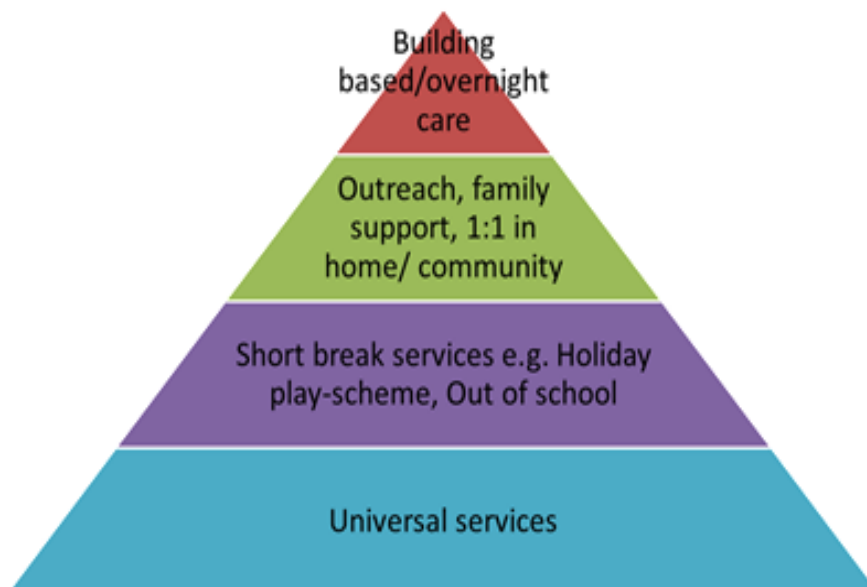 Building
based/overnight
care
Outreach, family
support, 1:1 in
home/ community
Short break services e.g. Holiday
play-scheme, Out of school
Universal services